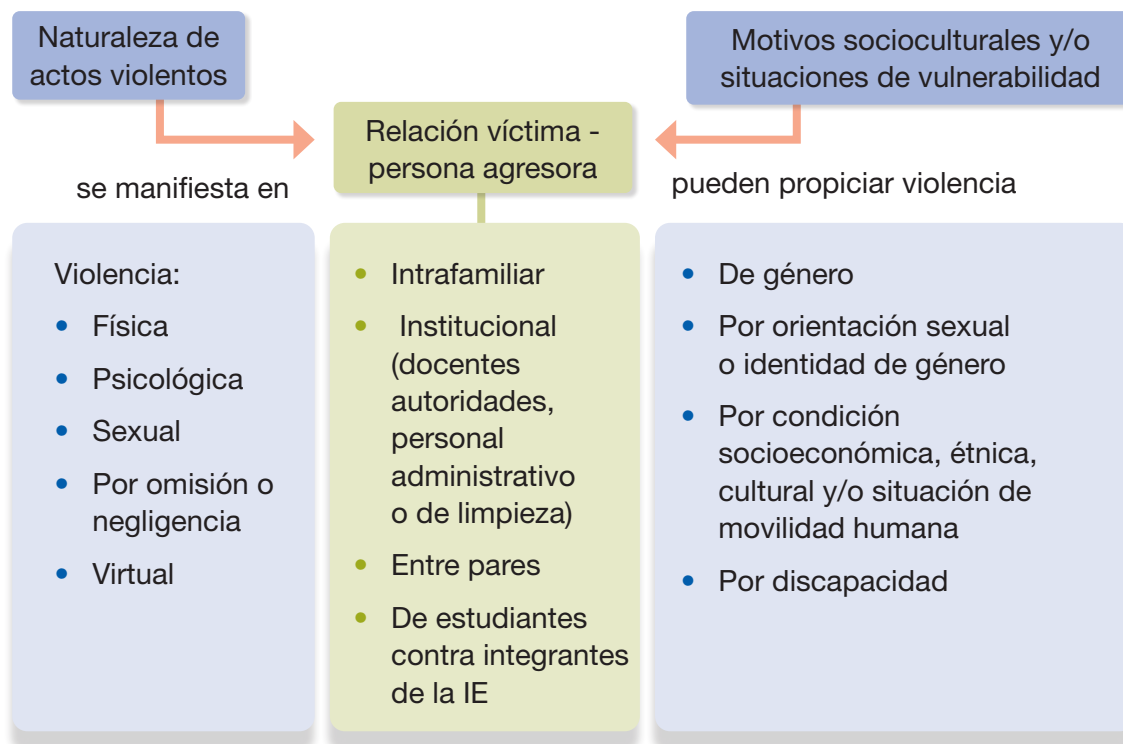 Naturaleza de
actos violentos
Motivos socioculturales y/o
situaciones de vulnerabilidad
Relación víctima -
persona agresora
se manifiesta en
pueden propiciar violencia
Violencia:
• Física
• Psicológica
• Sexual
• Por omisión o
negligencia
• Virtual
• Intrafamiliar
• Institucional
(docentes
autoridades,
personal
administrativo
o de limpieza)
• Entre pares
• De estudiantes
contra integrantes
de la IE
• De género
• Por orientación sexual
o identidad de género
• Por condición
socioeconómica, étnica,
cultural y/o situación de
movilidad humana
• Por discapacidad